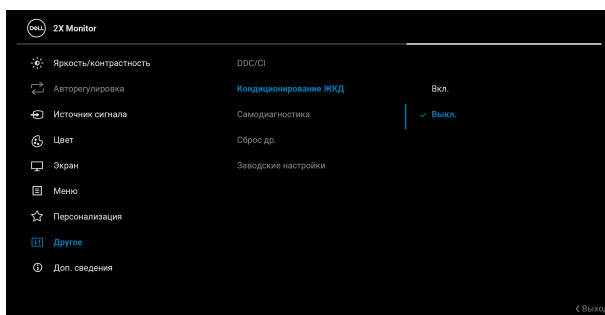 DELL 2X Monitor
Яркость/контрастность DDC/CI
Авторегулировка Кондиционирование ЖКД Вкл.
Источник сигнала Самодиагностика Выкл.
Цвет Сброс др.
Экран Заводские настройки
Меню
Персонализация
Другое
Доп. сведения
Выход